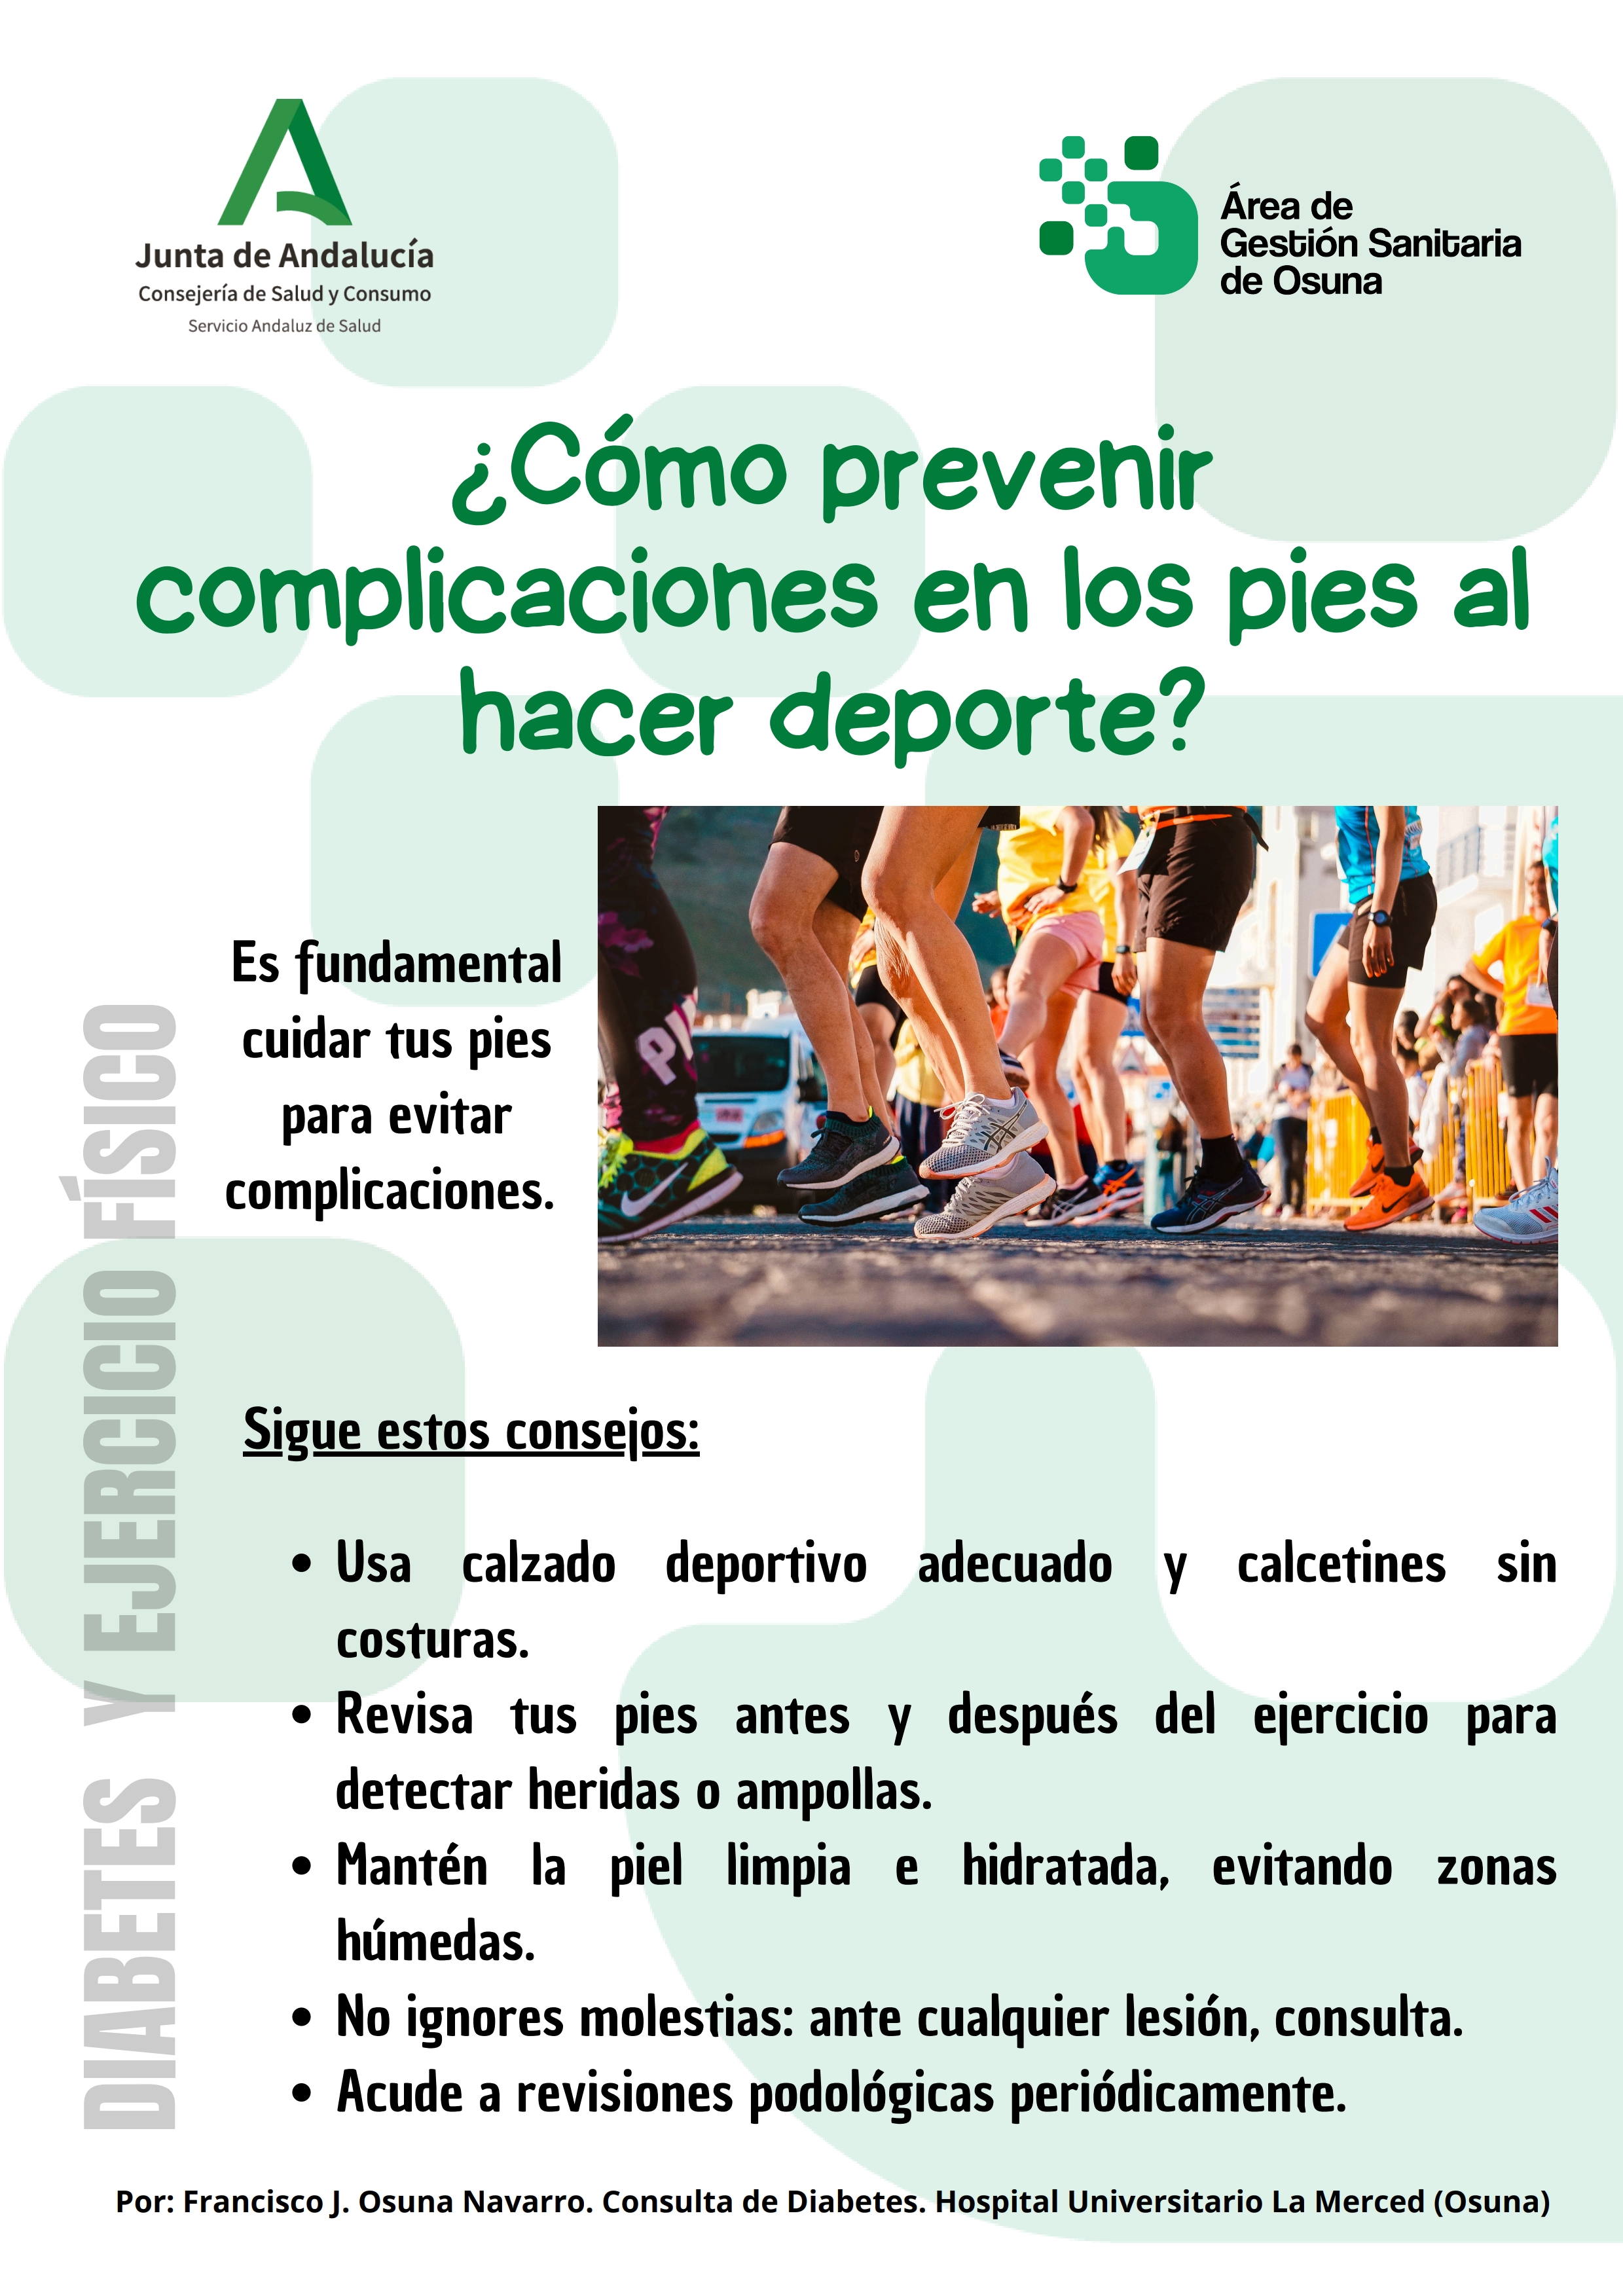 Junta de Andalucía
Consejería de Salud y Consumo
Servicio Andaluz de Salud
Área de
Gestión Sanitaria
de Osuna
¿Cómo prevenir
complicaciones en los pies al
hacer deporte?
Es fundamental
cuidar tus pies
para evitar
complicaciones.
DIABETES Y EJERCICIO FÍSICO
Sigue estos consejos:
• Usa calzado deportivo adecuado y calcetines sin
costuras.
• Revisa tus pies antes y después del ejercicio para
detectar heridas o ampollas.
• Mantén la piel limpia e hidratada, evitando zonas
húmedas.
• No ignores molestias: ante cualquier lesión, consulta.
• Acude a revisiones podológicas periódicamente.
Por: Francisco J. Osuna Navarro. Consulta de Diabetes. Hospital Universitario La Merced (Osuna)